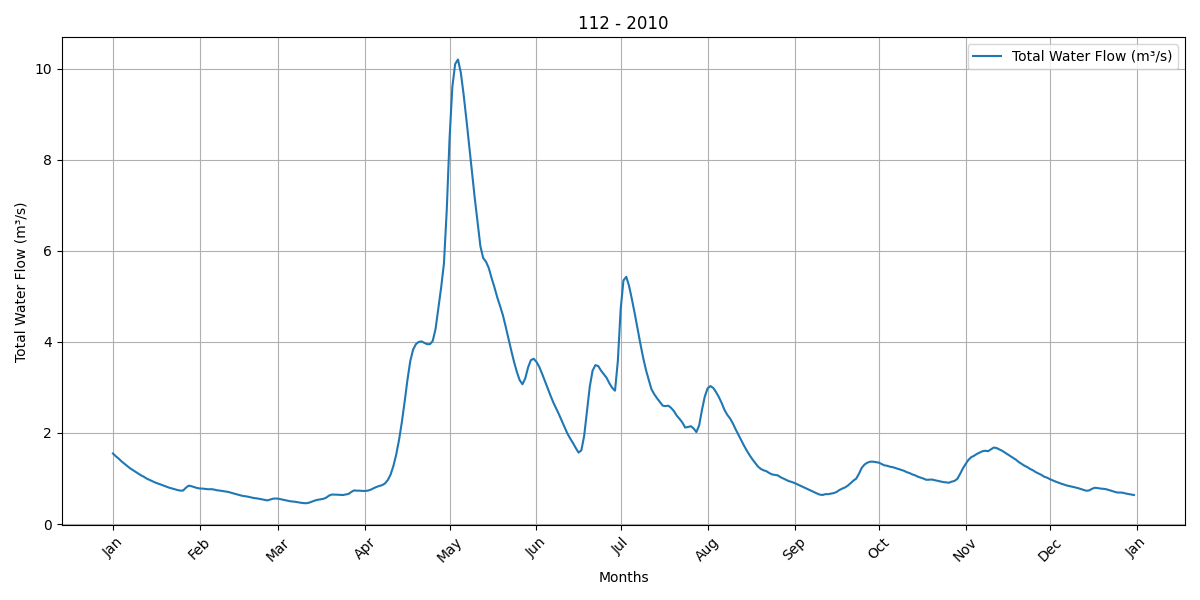 112 - 2010
Total Water Flow (m³/s)
Total Water Flow (m³/s)
10
8
6
4
2
0
Jan
Feb
Mar
Apr
May
Jun
Jul
Aug
Sep
Oct
Nov
Dec
Jan
Months